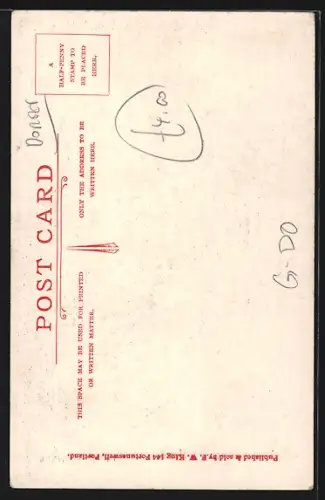 A
HALF-PENNY
STAMP TO
BE PLACED
HERE.
Dorset
£4.00
POST CARD
THIS SPACE MAY BE USED FOR PRINTED
OR WRITTEN MATTER.
ONLY THE ADDRESS TO BE
WRITTEN HERE.
G-DO
Published & sold by F. W. King 144 Fortuneswell, Portland.